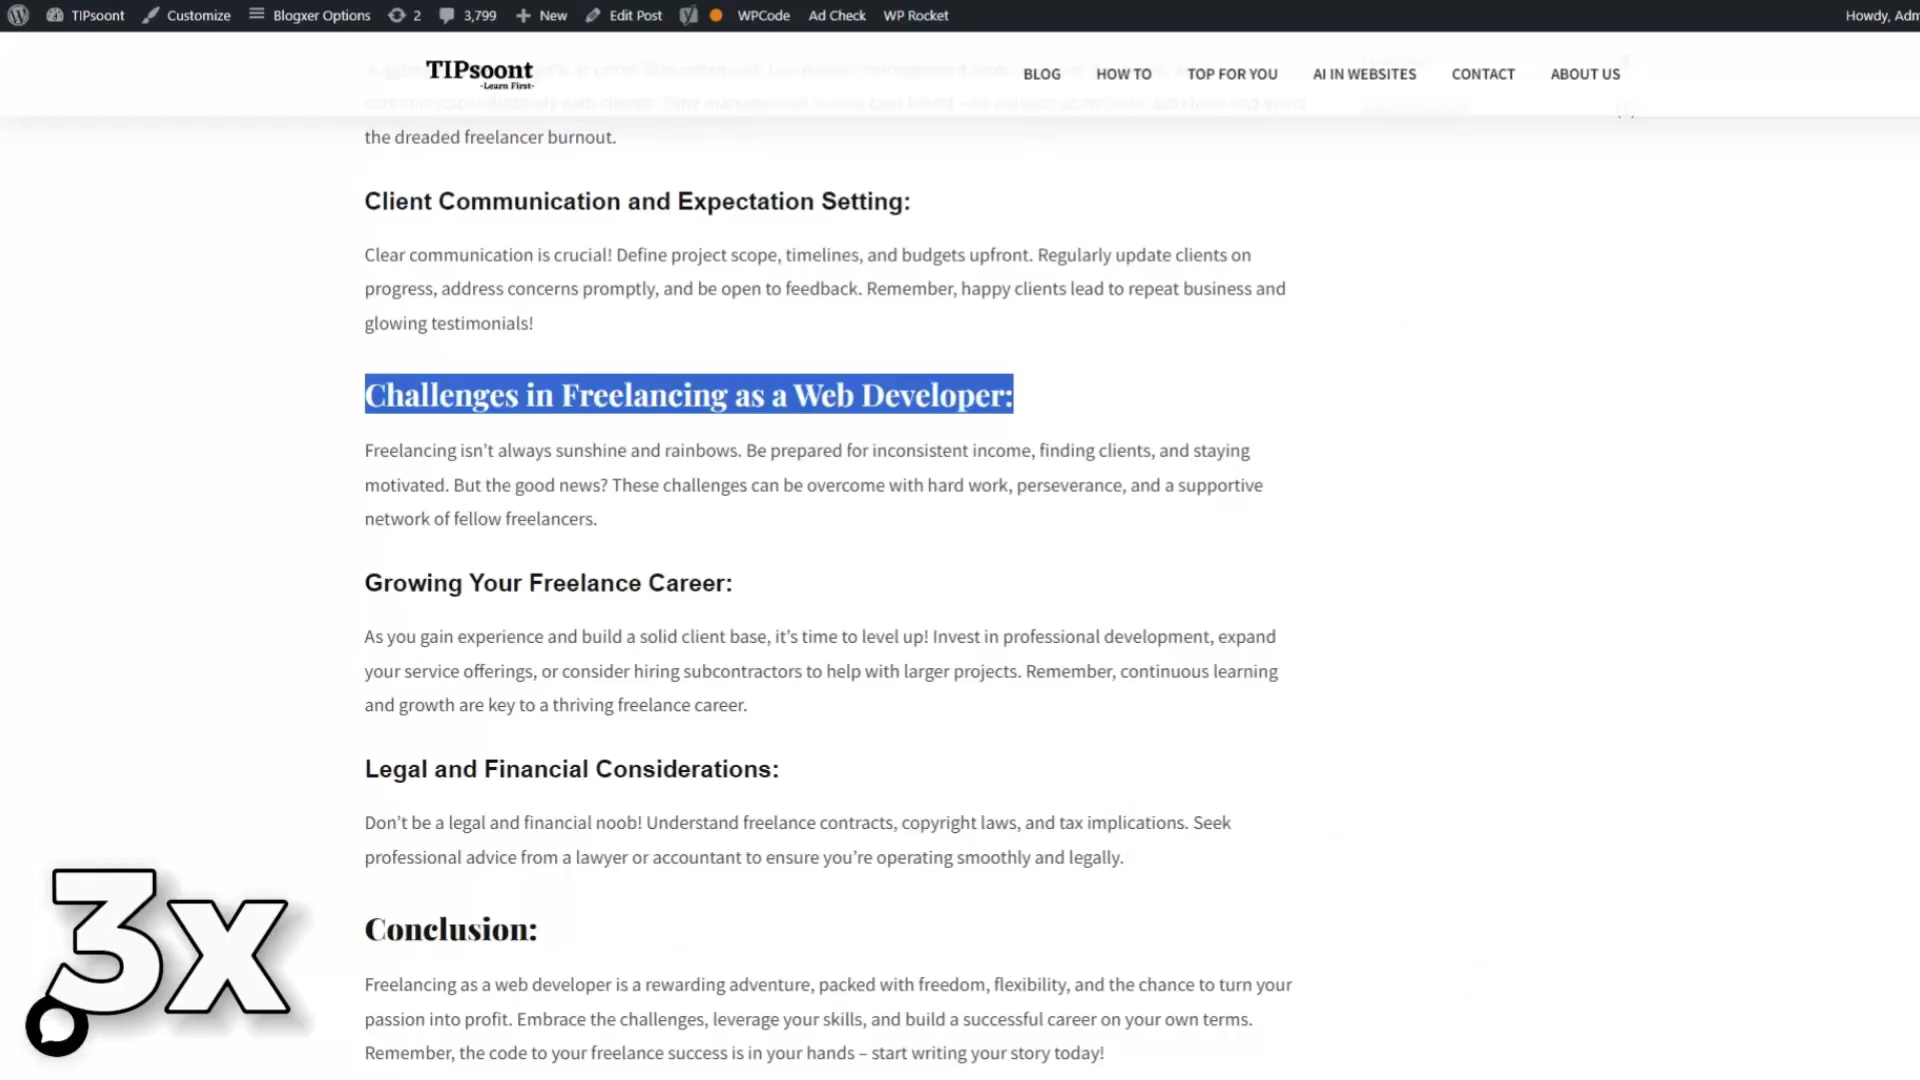 TIPsoont
Customize
Blogxer Options
2
3,799
New
Edit Post
WPCode
Ad Check
WP Rocket
Howdy, Adm
TIPsoont
-Learn First-
BLOG
HOW TO
TOP FOR YOU
AI IN WEBSITES
CONTACT
ABOUT US
the dreaded freelancer burnout.
Client Communication and Expectation Setting:
Clear communication is crucial! Define project scope, timelines, and budgets upfront. Regularly update clients on
progress, address concerns promptly, and be open to feedback. Remember, happy clients lead to repeat business and
glowing testimonials!
Challenges in Freelancing as a Web Developer:
Freelancing isn’t always sunshine and rainbows. Be prepared for inconsistent income, finding clients, and staying
motivated. But the good news? These challenges can be overcome with hard work, perseverance, and a supportive
network of fellow freelancers.
Growing Your Freelance Career:
As you gain experience and build a solid client base, it’s time to level up! Invest in professional development, expand
your service offerings, or consider hiring subcontractors to help with larger projects. Remember, continuous learning
and growth are key to a thriving freelance career.
Legal and Financial Considerations:
Don’t be a legal and financial noob! Understand freelance contracts, copyright laws, and tax implications. Seek
professional advice from a lawyer or accountant to ensure you’re operating smoothly and legally.
Conclusion:
Freelancing as a web developer is a rewarding adventure, packed with freedom, flexibility, and the chance to turn your
passion into profit. Embrace the challenges, leverage your skills, and build a successful career on your own terms.
Remember, the code to your freelance success is in your hands – start writing your story today!
3x